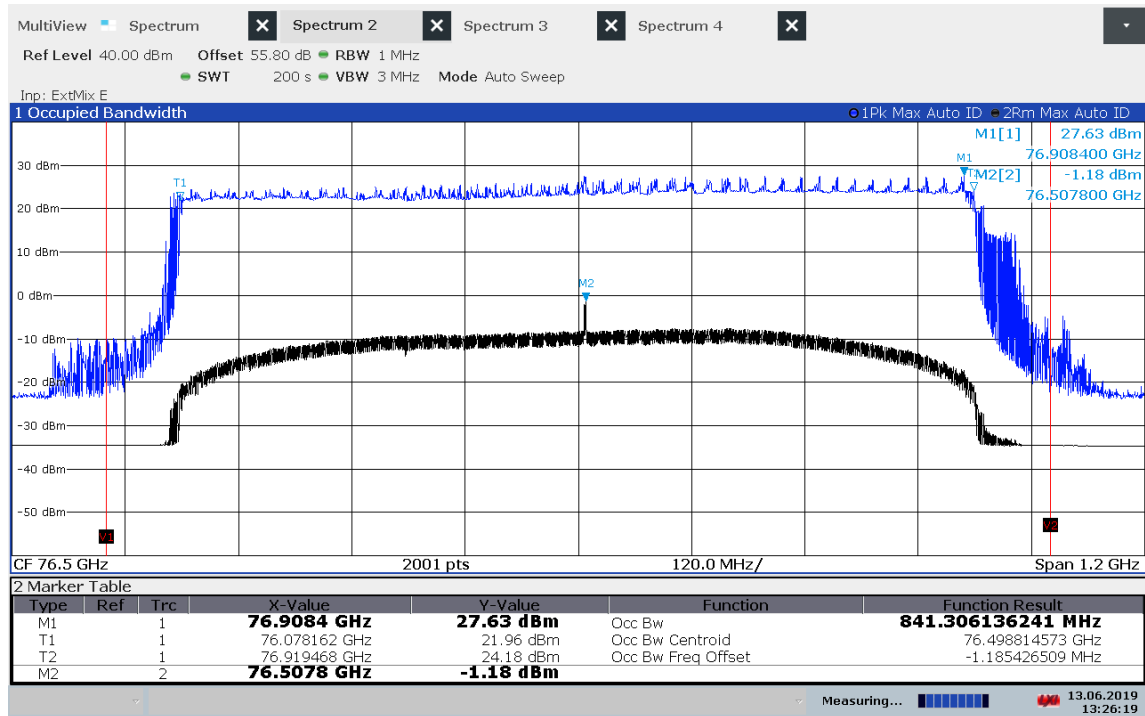 MultiView Spectrum X Spectrum 2 X Spectrum 3 X Spectrum 4 X
Ref Level 40.00 dBm Offset 55.80 dB RBW 1 MHz
SWT 200 s VBW 3 MHz Mode Auto Sweep
Inp: ExtMix E
1 Occupied Bandwidth 1Pk Max Auto ID 2Rm Max Auto ID
M1[1] 27.63 dBm
76.908400 GHz
M2[2] -1.18 dBm
76.507800 GHz
M1
T1
M2
30 dBm
20 dBm
10 dBm
0 dBm
-10 dBm
-20 dBm
-30 dBm
-40 dBm
-50 dBm
V1 V2
CF 76.5 GHz 2001 pts 120.0 MHz/ Span 1.2 GHz
2 Marker Table
Type Ref Trc X-Value Y-Value Function Function Result
M1 1 76.9084 GHz 27.63 dBm Occ Bw 841.306136241 MHz
T1 1 76.078162 GHz 21.96 dBm Occ Bw Centroid 76.498814573 GHz
T2 1 76.919468 GHz 24.18 dBm Occ Bw Freq Offset -1.185426509 MHz
M2 2 76.5078 GHz -1.18 dBm
Measuring... 13.06.2019
13:26:19